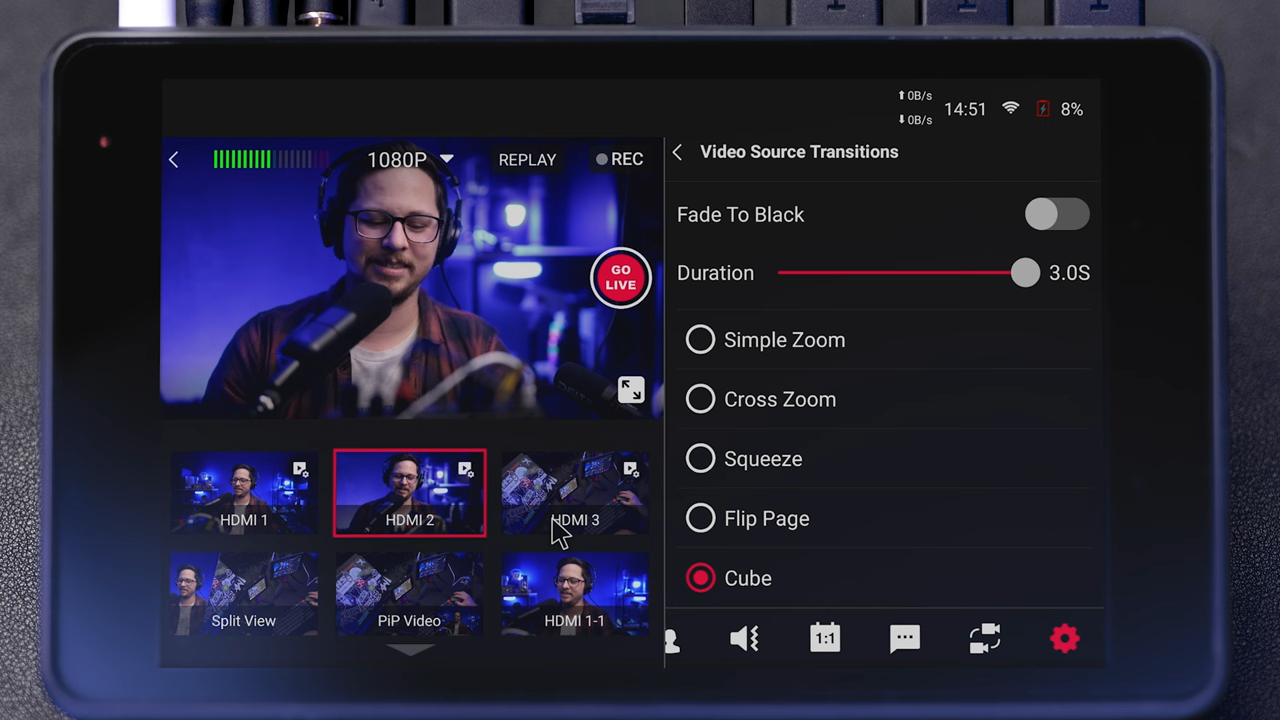 ⬆ 0B/s
⬇ 0B/s
14:51
8%
1080P
REPLAY
REC
GO
LIVE
HDMI 1
HDMI 2
HDMI 3
Split View
PiP Video
HDMI 1-1
Video Source Transitions
Fade To Black
Duration
3.0S
Simple Zoom
Cross Zoom
Squeeze
Flip Page
Cube
1:1